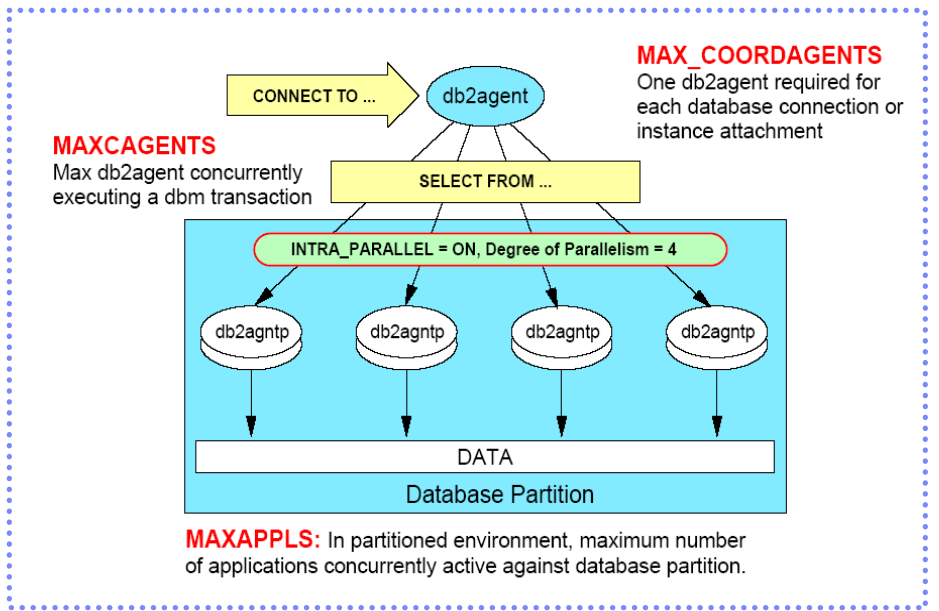 MAX_COORDAGENTS
One db2agent required for
each database connection or
instance attachment
CONNECT TO ...
db2agent
MAXCAGENTS
Max db2agent concurrently
executing a dbm transaction
SELECT FROM ...
INTRA_PARALLEL = ON, Degree of Parallelism = 4
db2agntp
db2agntp
db2agntp
db2agntp
DATA
Database Partition
MAXAPPLS: In partitioned environment, maximum number
of applications concurrently active against database partition.